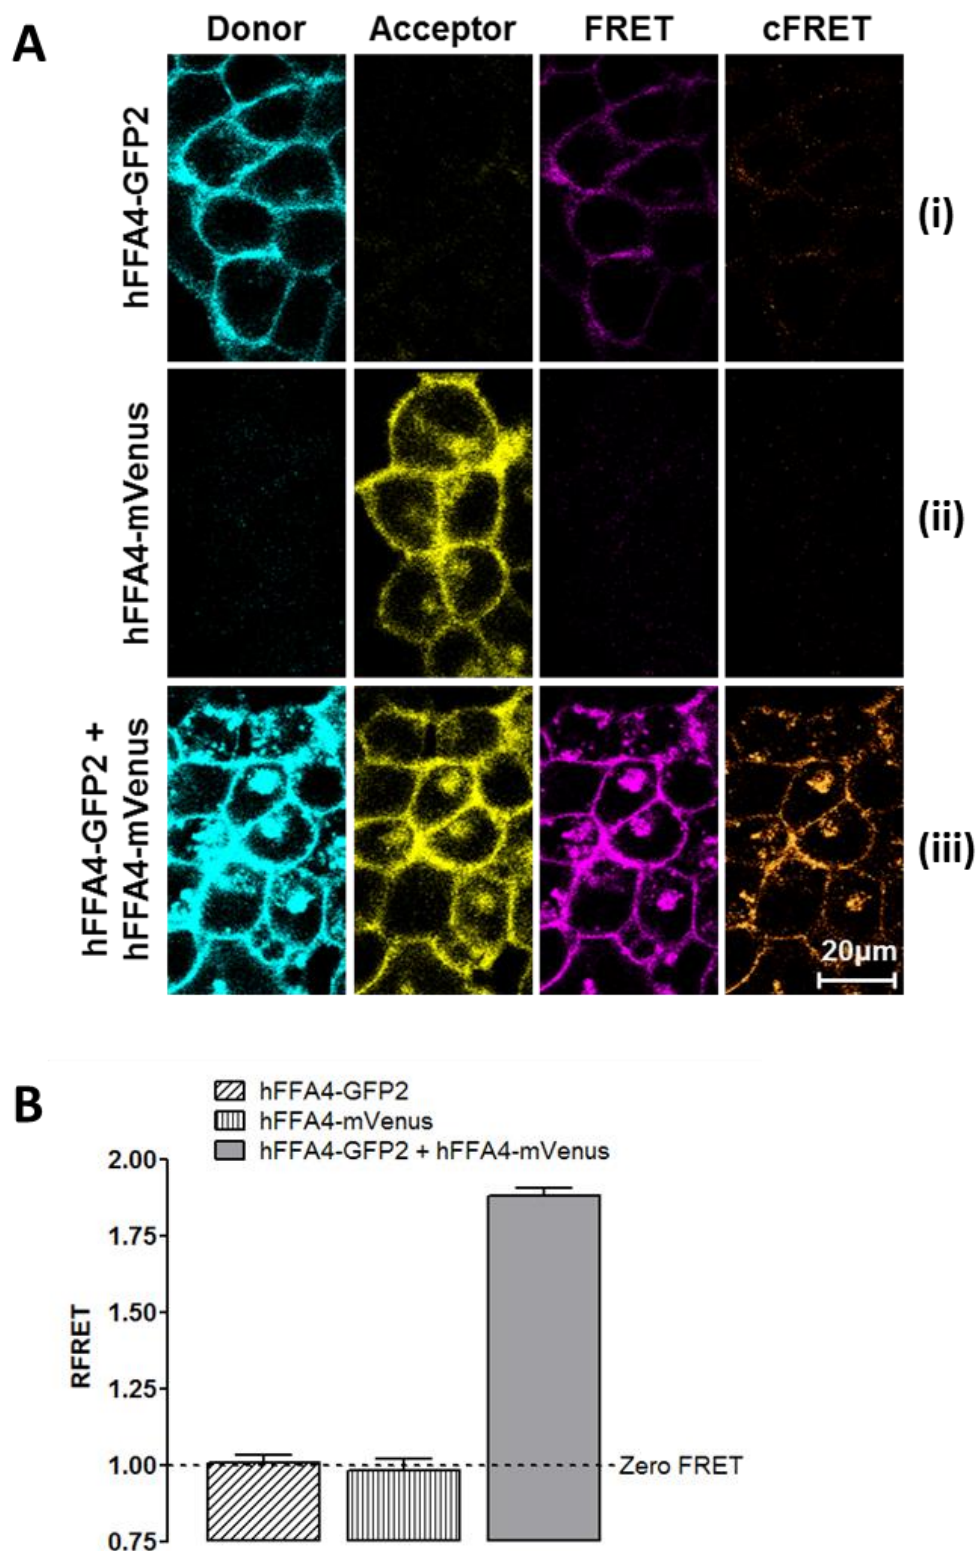 A
Donor Acceptor FRET cFRET
hFFA4-GFP2
(i)
hFFA4-mVenus
(ii)
hFFA4-GFP2 +
hFFA4-mVenus
(iii)
20µm
B
hFFA4-GFP2
hFFA4-mVenus
hFFA4-GFP2 + hFFA4-mVenus
RFRET
2.00
1.75
1.50
1.25
1.00
0.75
Zero FRET